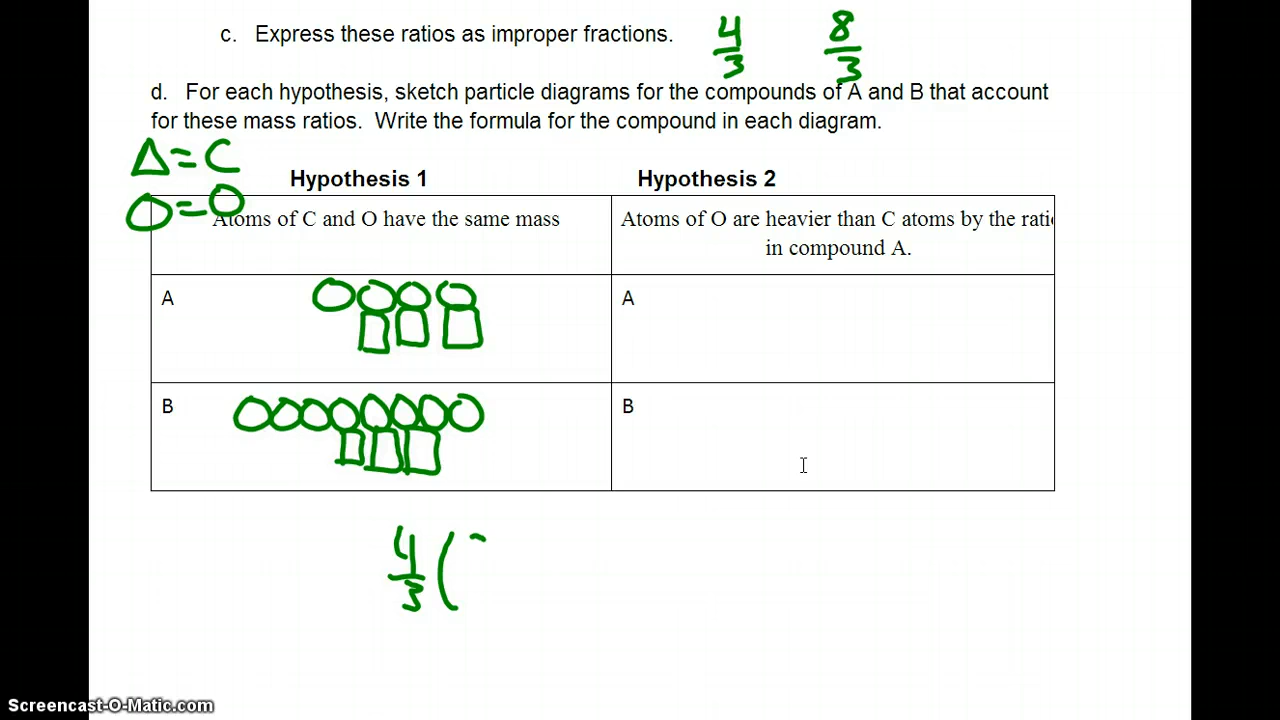 c. Express these ratios as improper fractions. 4/3 8/3
d. For each hypothesis, sketch particle diagrams for the compounds of A and B that account
for these mass ratios. Write the formula for the compound in each diagram.
Δ = C
O = O
Hypothesis 1 Hypothesis 2
Atoms of C and O have the same mass
Atoms of O are heavier than C atoms by the
in compound A.
A A
B B
4/3 (
Screencast-O-Matic.com